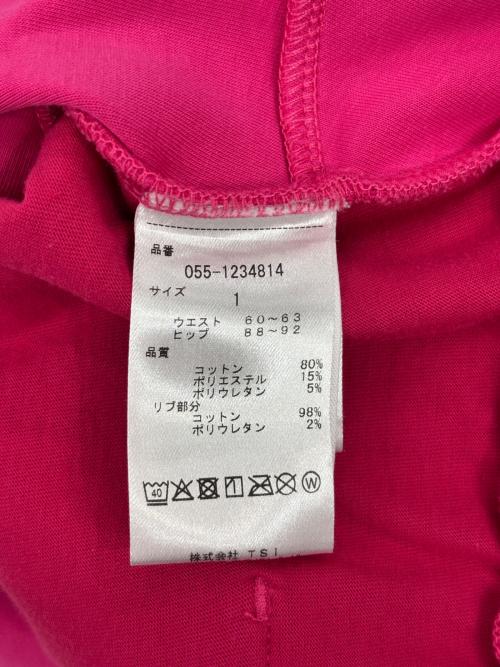 品番
055-1234814
サイズ
1
ウエスト 60～63
ヒップ 88～92
品質
コットン 80%
ポリエステル 15%
ポリウレタン 5%
リブ部分
コットン 98%
ポリウレタン 2%
40 W
株式会社 TSI